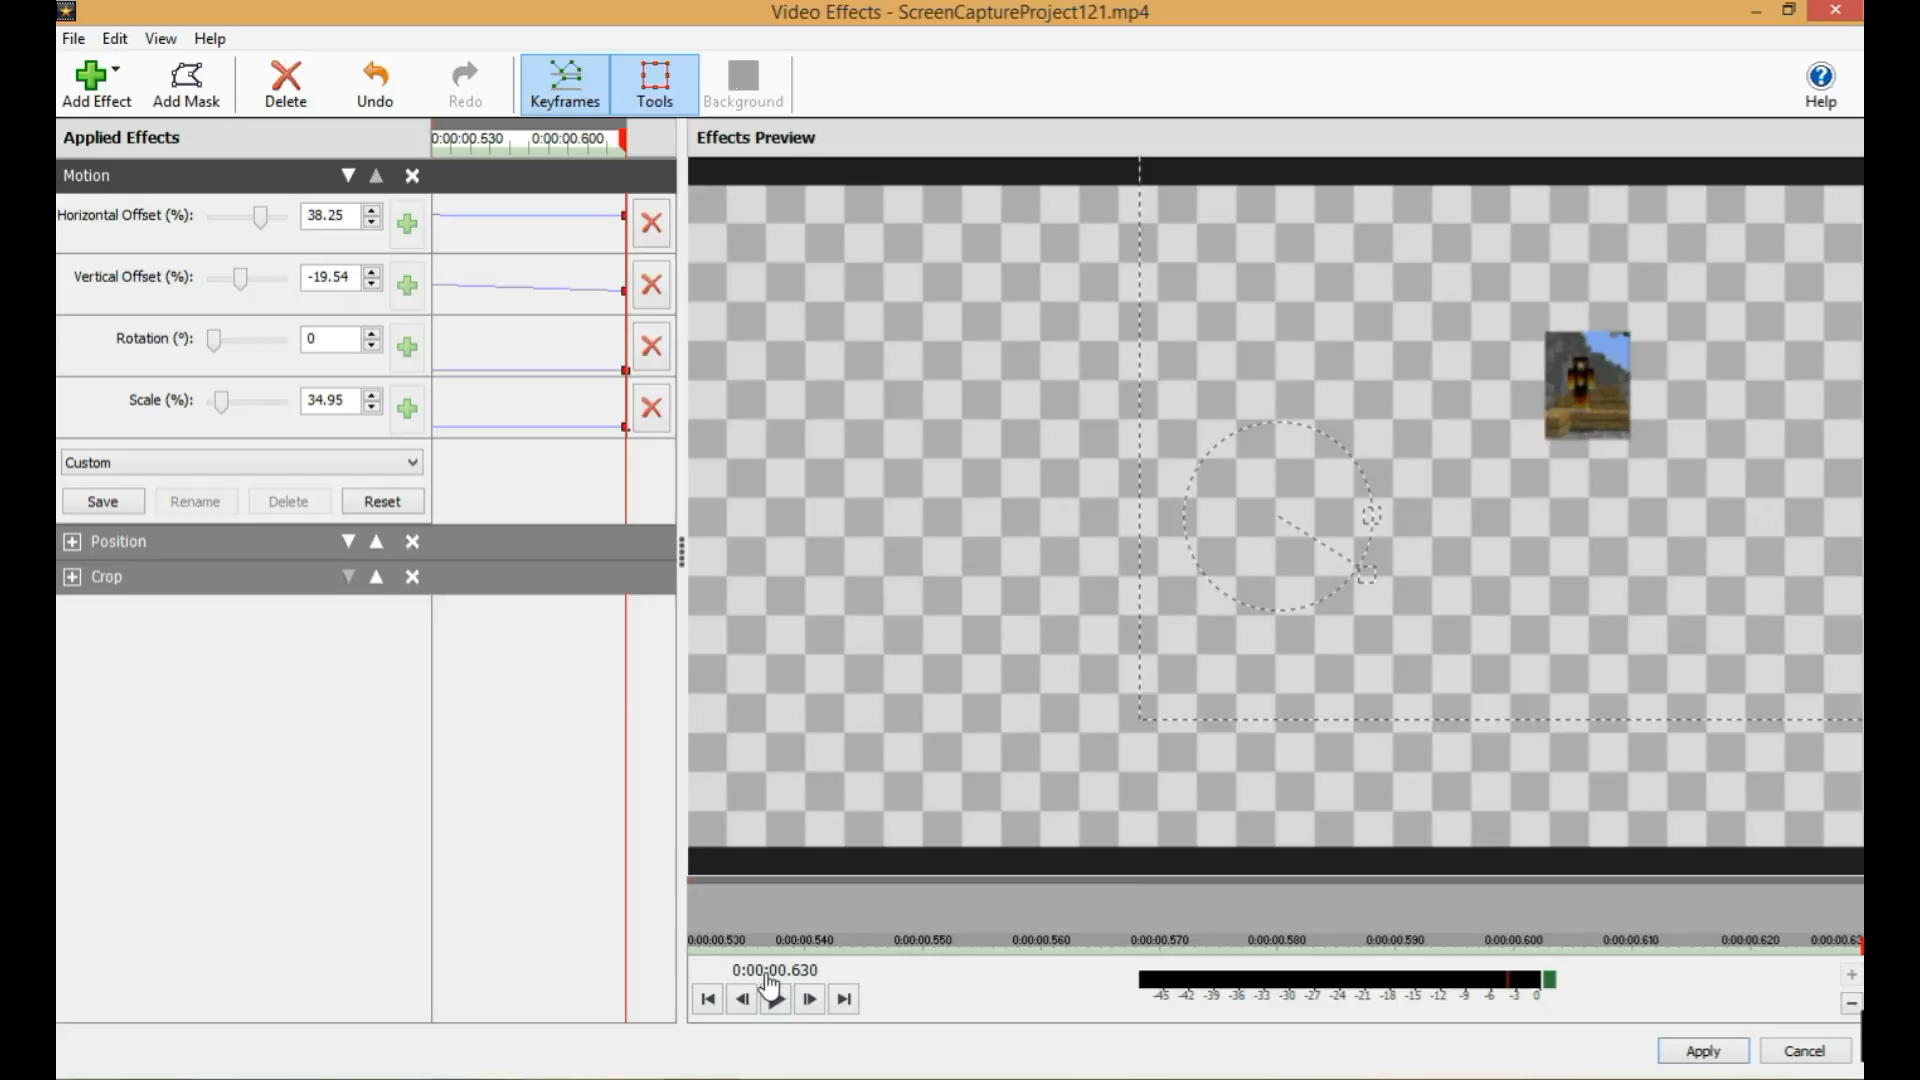 Video Effects - ScreenCaptureProject121.mp4
File Edit View Help
Add Effect Add Mask Delete Undo Redo Keyframes Tools Background Help
Applied Effects 0:00:00.530 0:00:00.600 Effects Preview
Motion
Horizontal Offset (%): 38.25
Vertical Offset (%): -19.54
Rotation (º): 0
Scale (%): 34.95
Custom
Save Rename Delete Reset
Position
Crop
0:00:00.530 0:00:00.540 0:00:00.550 0:00:00.560 0:00:00.570 0:00:00.580 0:00:00.590 0:00:00.600 0:00:00.610 0:00:00.620 0:00:00.63
0:00:00.630
-45 -42 -39 -36 -33 -30 -27 -24 -21 -18 -15 -12 -9 -6 -3 0
Apply Cancel